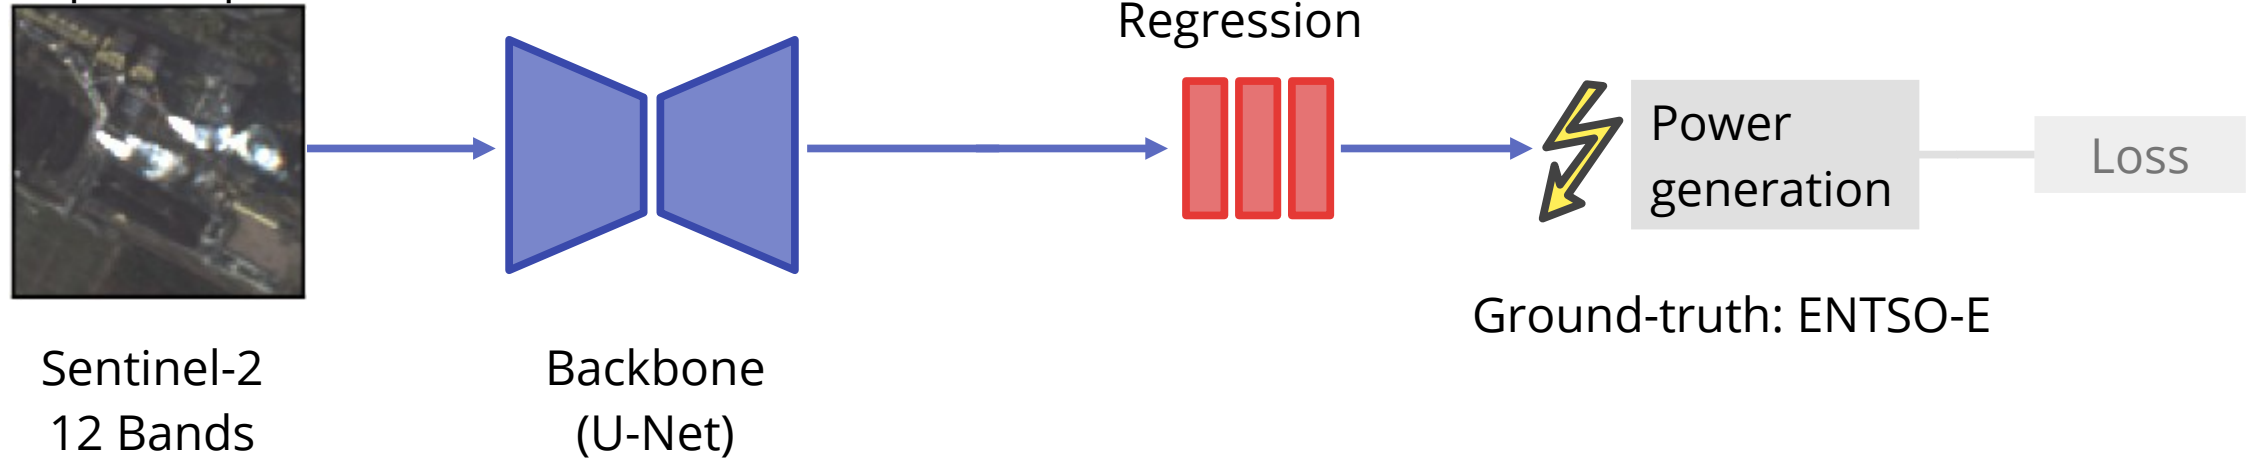 Regression
Power
generation
Loss
Ground-truth: ENTSO-E
Sentinel-2
12 Bands
Backbone
(U-Net)